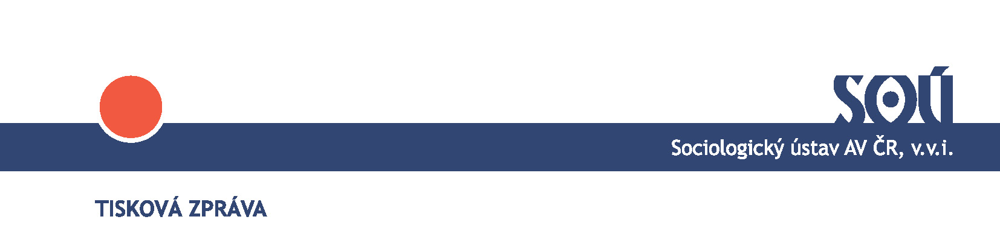 SOÚ
Sociologický ústav AV ČR, v.v.i.
TISKOVÁ ZPRÁVA